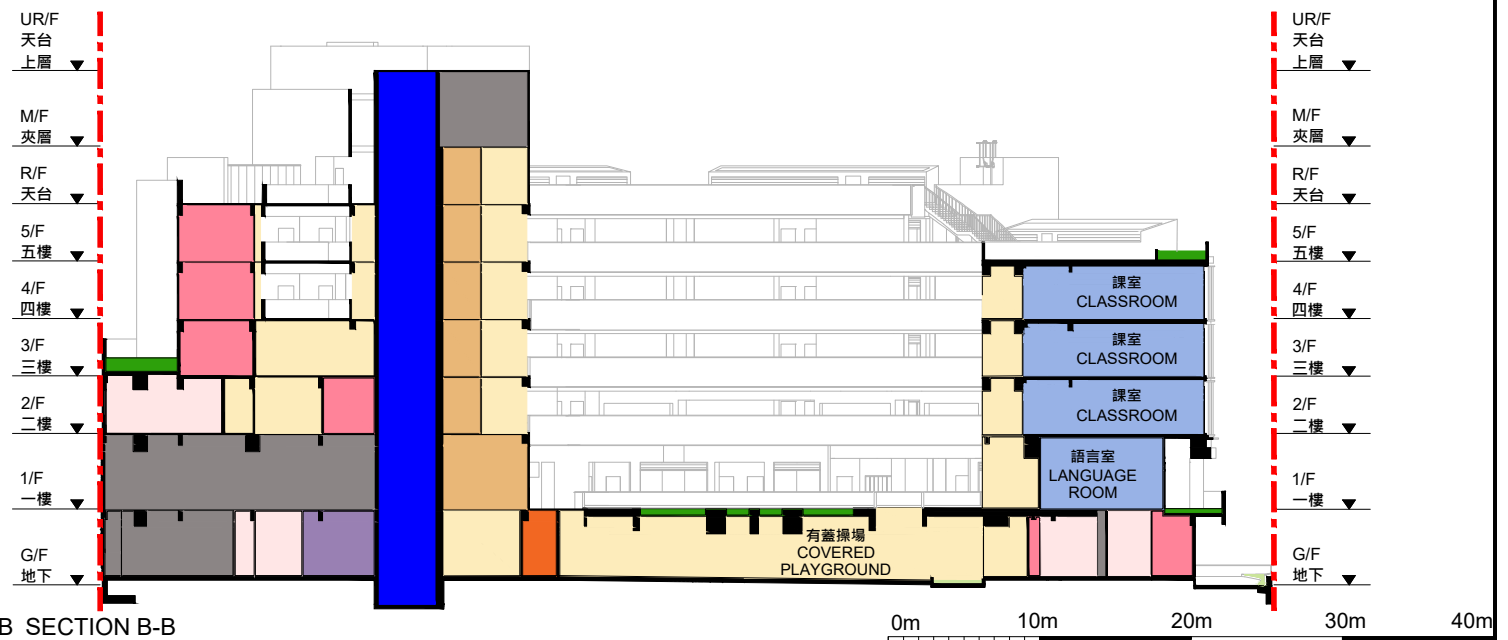 UR/F
天台
上層
M/F
夾層
R/F
天台
5/F
五樓
4/F
四樓
3/F
三樓
2/F
二樓
1/F
一樓
G/F
地下
課室
CLASSROOM
課室
CLASSROOM
課室
CLASSROOM
語言室
LANGUAGE
ROOM
有蓋操場
COVERED
PLAYGROUND
UR/F
天台
上層
M/F
夾層
R/F
天台
5/F
五樓
4/F
四樓
3/F
三樓
2/F
二樓
1/F
一樓
G/F
地下
B SECTION B-B
0m 10m 20m 30m 40m